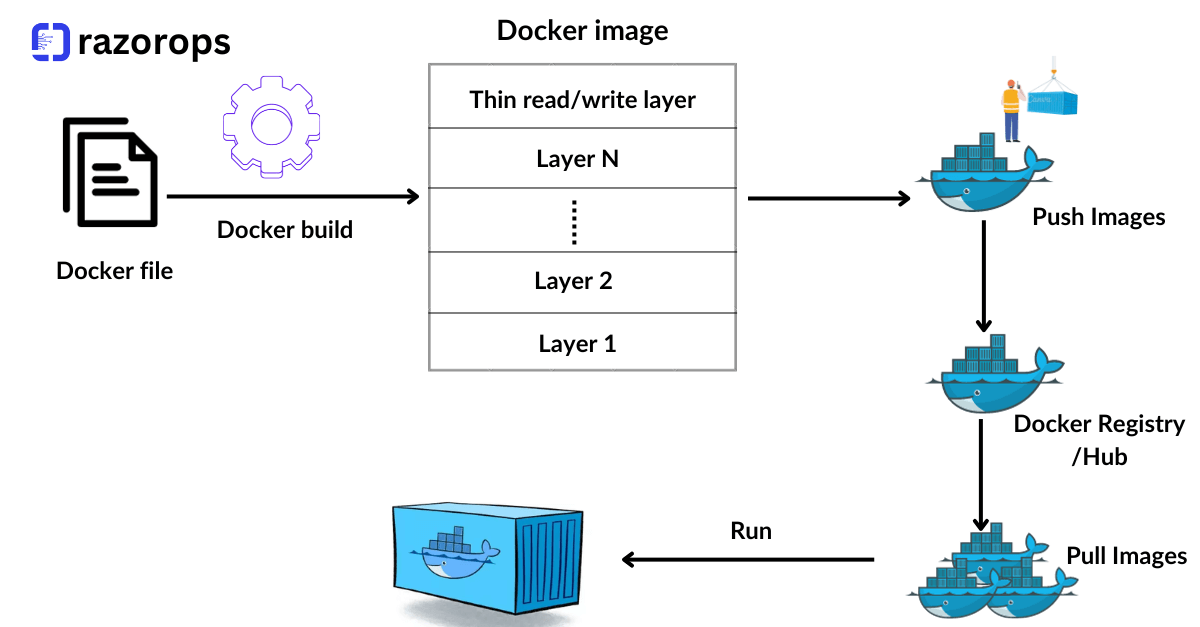 razorops
Docker image
Thin read/write layer
Layer N
Layer 2
Layer 1
Docker build
Docker file
Push Images
Docker Registry
/Hub
Pull Images
Run